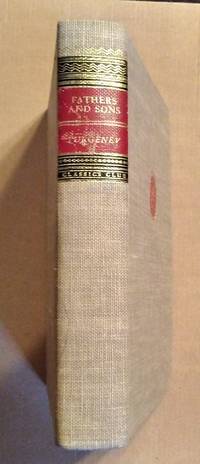 FATHERS
AND SONS
TURGENEV
CLASSICS CLUB